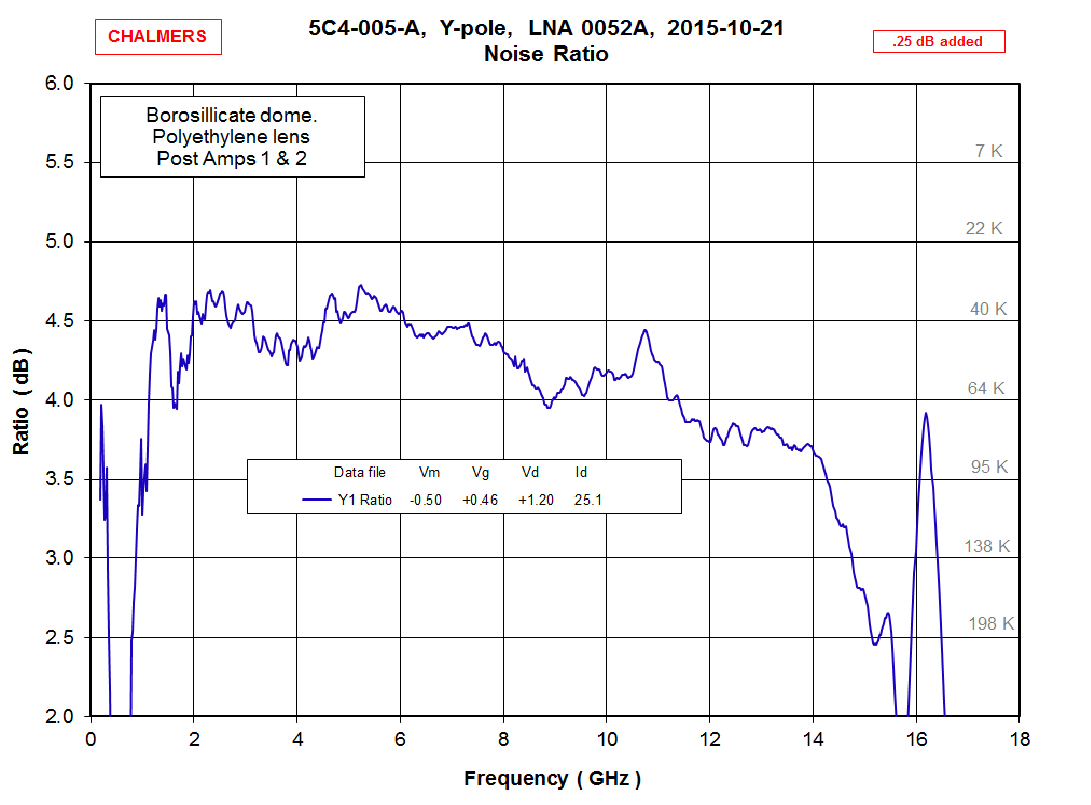 CHALMERS
5C4-005-A, Y-pole, LNA 0052A, 2015-10-21
Noise Ratio
.25 dB added
Borosillicate dome.
Polyethylene lens
Post Amps 1 & 2
6.0
5.5
5.0
4.5
4.0
3.5
3.0
2.5
2.0
Ratio ( dB )
7 K
22 K
40 K
64 K
95 K
138 K
198 K
Data file Vm Vg Vd Id
Y1 Ratio -0.50 +0.46 +1.20 25.1
0 2 4 6 8 10 12 14 16 18
Frequency ( GHz )